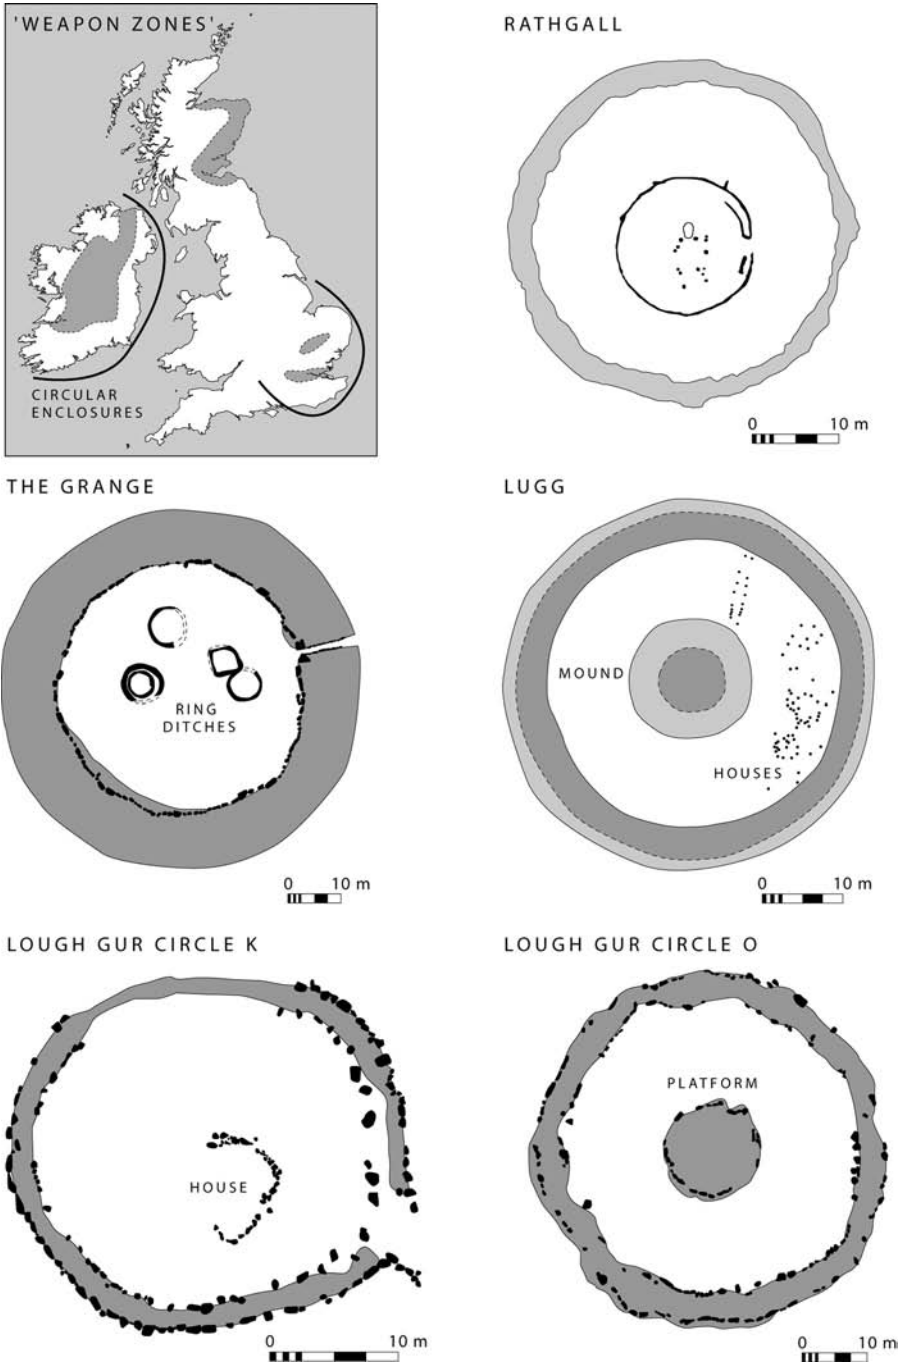 'WEAPON ZONES'
CIRCULAR
ENCLOSURES
RATHGALL
0 10 m
THE GRANGE
RING
DITCHES
0 10 m
LUGG
MOUND
HOUSES
0 10 m
LOUGH GUR CIRCLE K
HOUSE
0 10 m
LOUGH GUR CIRCLE O
PLATFORM
0 10 m